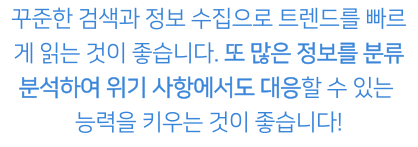 꾸준한 검색과 정보 수집으로 트렌드를 빠르
게 읽는 것이 좋습니다. 또 많은 정보를 분류
분석하여 위기 사항에서도 대응할 수 있는
능력을 키우는 것이 좋습니다!